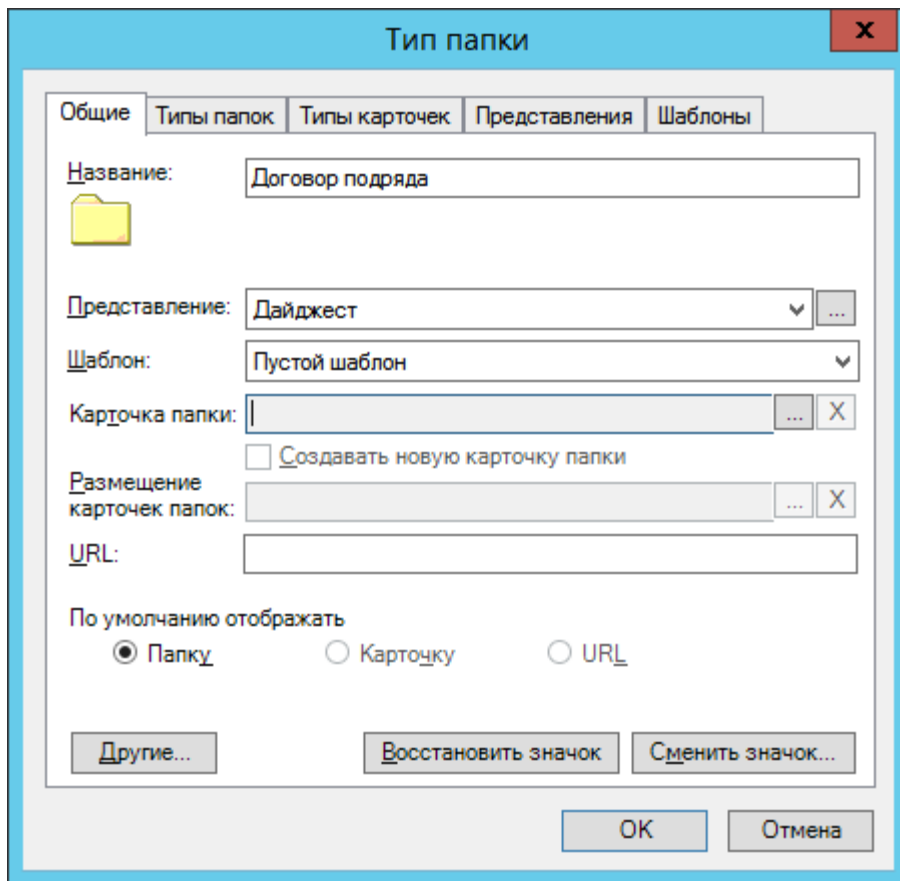 Тип папки
x
Общие Типы папок Типы карточек Представления Шаблоны
Название: Договор подряда
Представление: Дайджест ...
Шаблон: Пустой шаблон
Карточка папки: ... X
Создавать новую карточку папки
Размещение
карточек папок: ... X
URL:
По умолчанию отображать
Папку Карточку URL
Другие... Восстановить значок Сменить значок...
OK Отмена